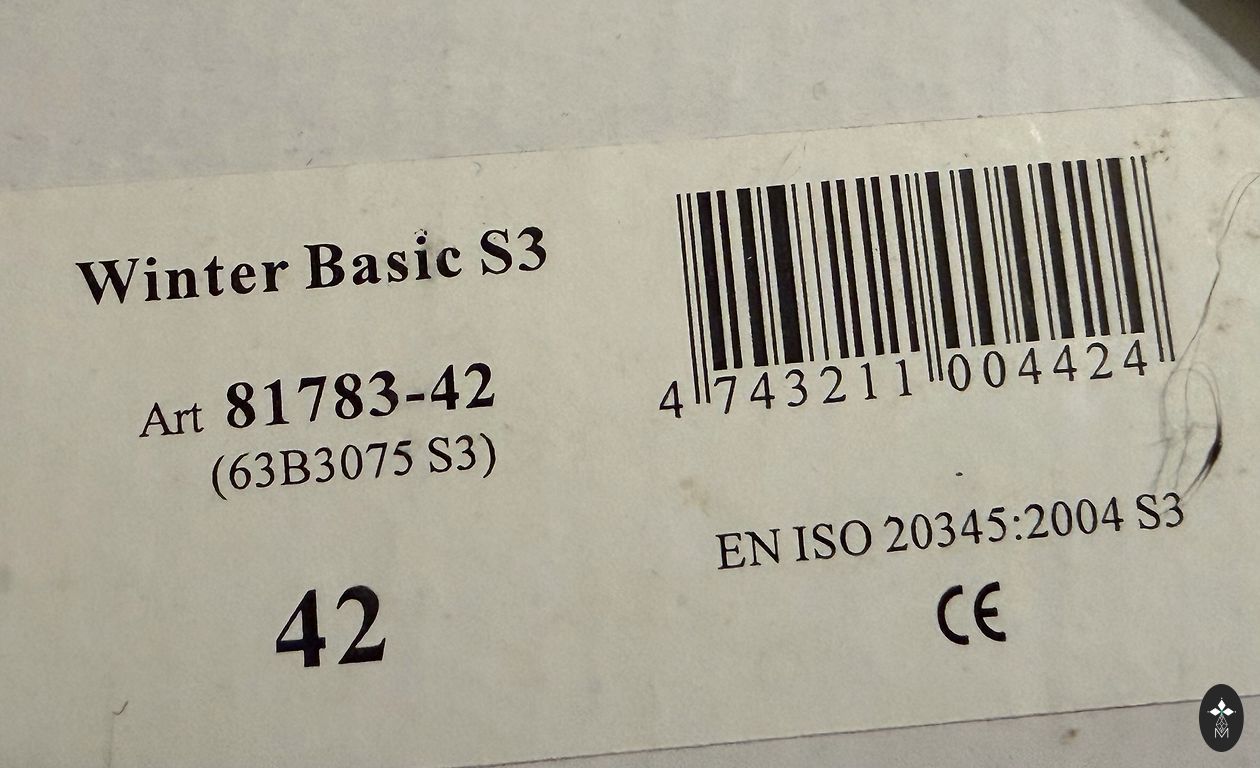 Winter Basic S3
Art 81783-42
(63B3075 S3)
42
4 743211 004424
EN ISO 20345:2004 S3
CE
M